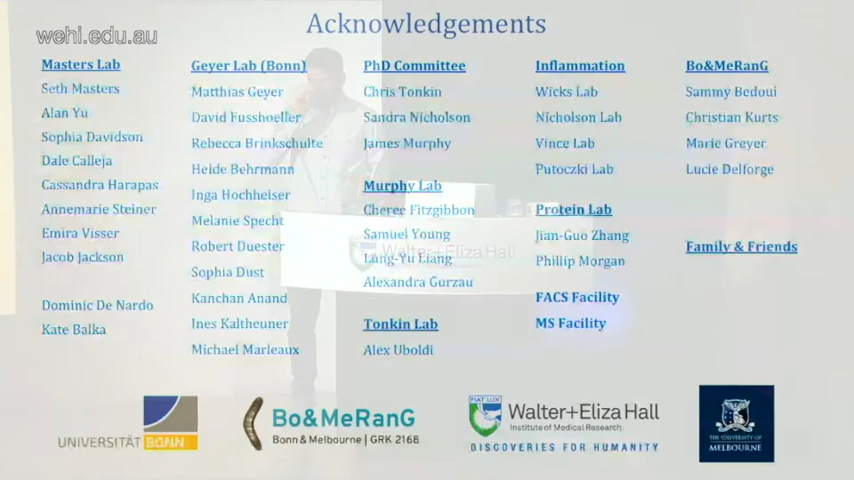 Acknowledgements
wehi.edu.au
Masters Lab
Seth Masters
Alan Yu
Sophia Davidson
Dale Calleja
Cassandra Harapas
Annemarie Steiner
Emira Visser
Jacob Jackson
Dominic De Nardo
Kate Balka
Geyer Lab (Bonn)
Matthias Geyer
David Fusshoeller
Rebecca Brinkschulte
Heide Behrmann
Inga Hochheiser
Melanie Specht
Robert Duester
Sophia Dust
Kanchan Anand
Ines Kaltheuner
Michael Marleaux
PhD Committee
Chris Tonkin
Sandra Nicholson
James Murphy
Murphy Lab
Cheree Fitzgibbon
Samuel Young
Lung-Yu Liang
Alexandra Gurzau
Tonkin Lab
Alex Uboldi
Inflammation
Wicks Lab
Nicholson Lab
Vince Lab
Putoczki Lab
Protein Lab
Jian-Guo Zhang
Phillip Morgan
FACS Facility
MS Facility
Bo&MeRanG
Sammy Bedoui
Christian Kurts
Marie Greyer
Lucie Delforge
Family & Friends
Walter+Eliza Hall
UNIVERSITÄT BONN
Bo&MeRanG
Bonn & Melbourne | GRK 2168
FIAT LUX
Walter+Eliza Hall
Institute of Medical Research
DISCOVERIES FOR HUMANITY
THE UNIVERSITY OF
MELBOURNE